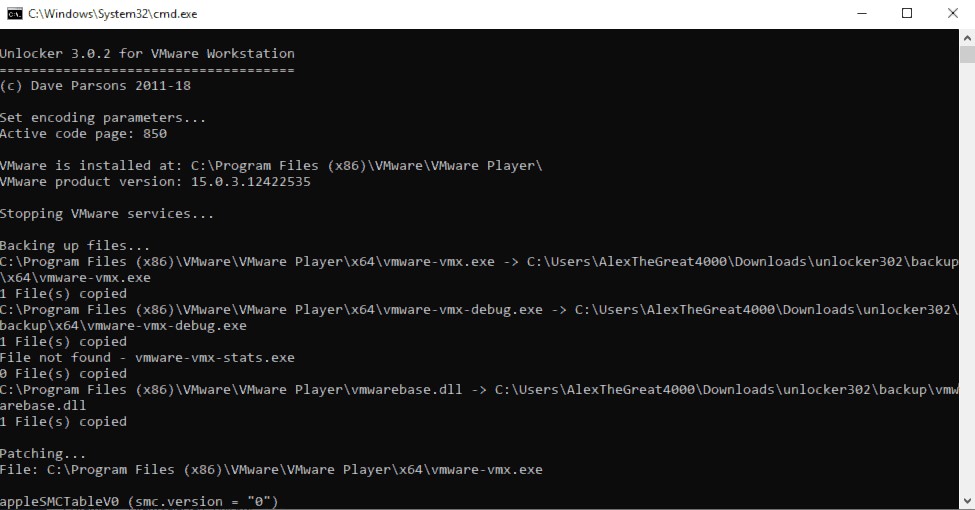 C:\Windows\System32\cmd.exe
Unlocker 3.0.2 for VMware Workstation
=====================================
(c) Dave Parsons 2011-18
Set encoding parameters...
Active code page: 850
VMware is installed at: C:\Program Files (x86)\VMware\VMware Player\
VMware product version: 15.0.3.12422535
Stopping VMware services...
Backing up files...
C:\Program Files (x86)\VMware\VMware Player\x64\vmware-vmx.exe -> C:\Users\AlexTheGreat4000\Downloads\unlocker302\backup
\x64\vmware-vmx.exe
1 File(s) copied
C:\Program Files (x86)\VMware\VMware Player\x64\vmware-vmx-debug.exe -> C:\Users\AlexTheGreat4000\Downloads\unlocker302\
backup\x64\vmware-vmx-debug.exe
1 File(s) copied
File not found - vmware-vmx-stats.exe
0 File(s) copied
C:\Program Files (x86)\VMware\VMware Player\vmwarebase.dll -> C:\Users\AlexTheGreat4000\Downloads\unlocker302\backup\vmw
arebase.dll
1 File(s) copied
Patching...
File: C:\Program Files (x86)\VMware\VMware Player\x64\vmware-vmx.exe
appleSMCTableV0 (smc.version = "0")